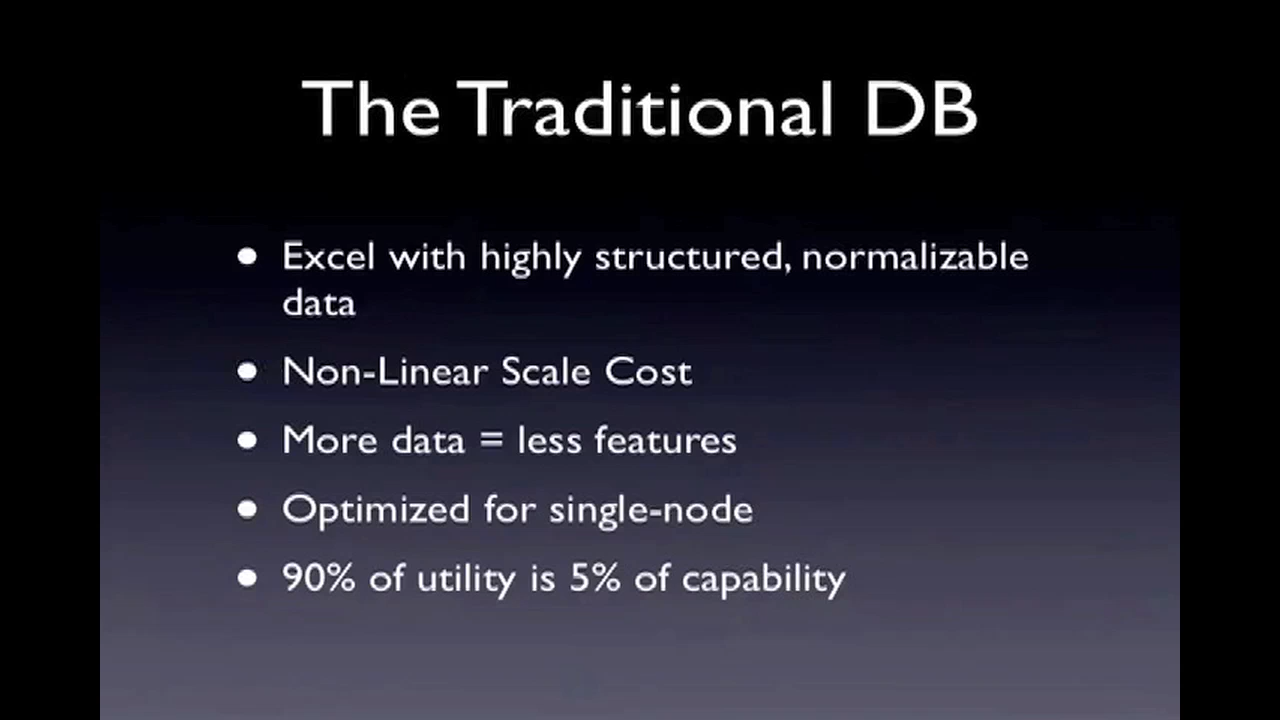 The Traditional DB
• Excel with highly structured, normalizable
data
• Non-Linear Scale Cost
• More data = less features
• Optimized for single-node
• 90% of utility is 5% of capability